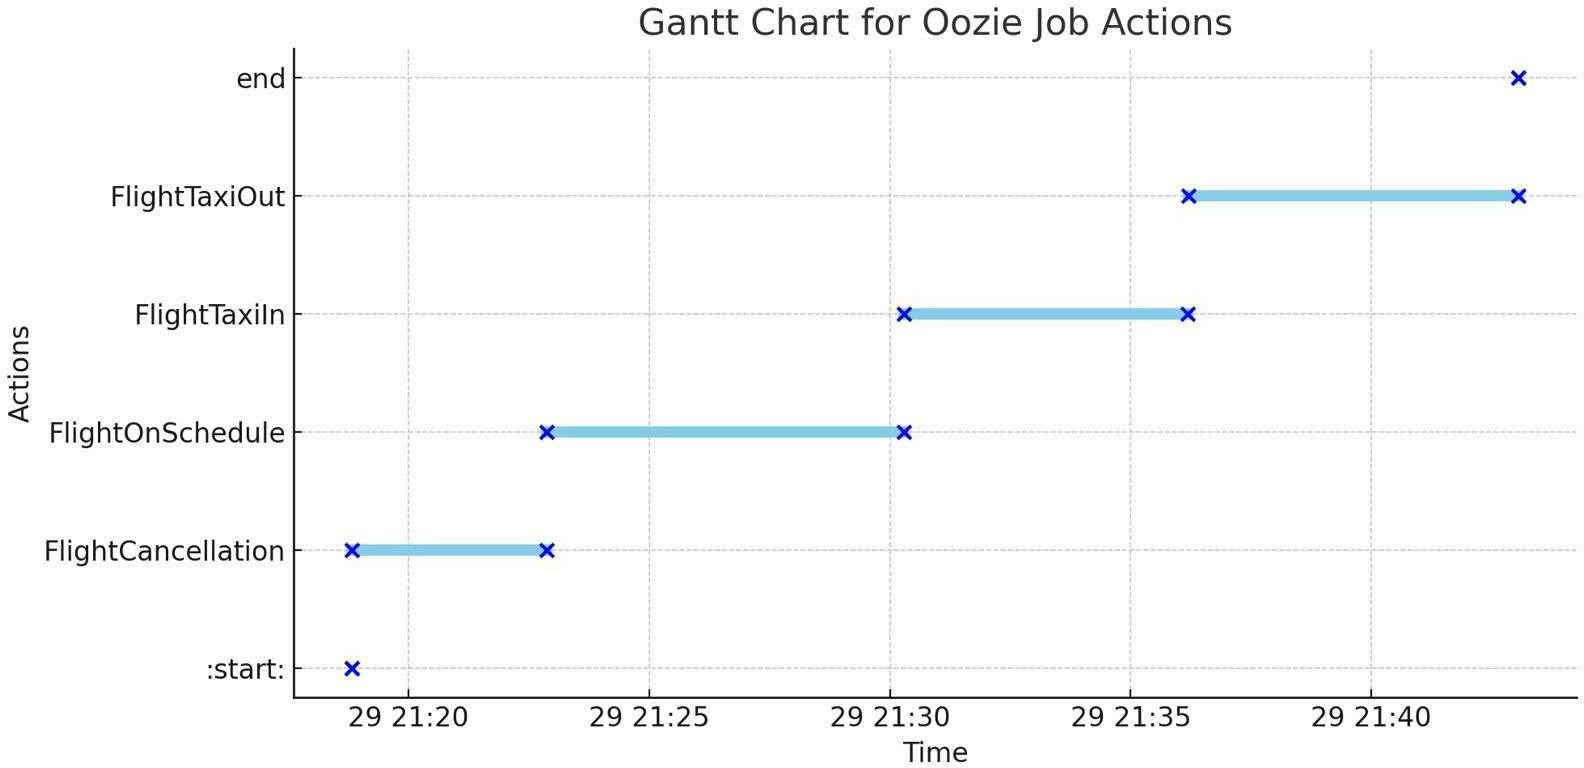 Gantt Chart for Oozie Job Actions
end
FlightTaxiOut
FlightTaxiIn
FlightOnSchedule
FlightCancellation
:start:
Actions
29 21:20 29 21:25 29 21:30 29 21:35 29 21:40
Time